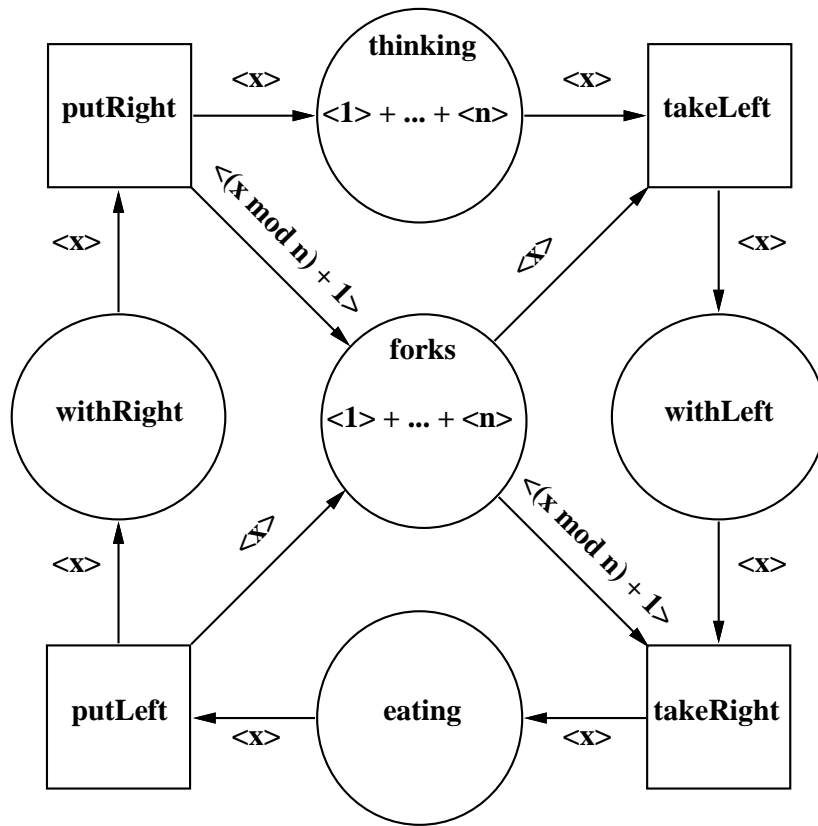 thinking
putRight
<x>
<1> + ... + <n>
<x>
takeLeft
<x>
<(x mod n) + 1>
<x>
<x>
forks
withRight
<1> + ... + <n>
withLeft
<x>
<x>
<(x mod n) + 1>
<x>
putLeft
<x>
eating
<x>
takeRight